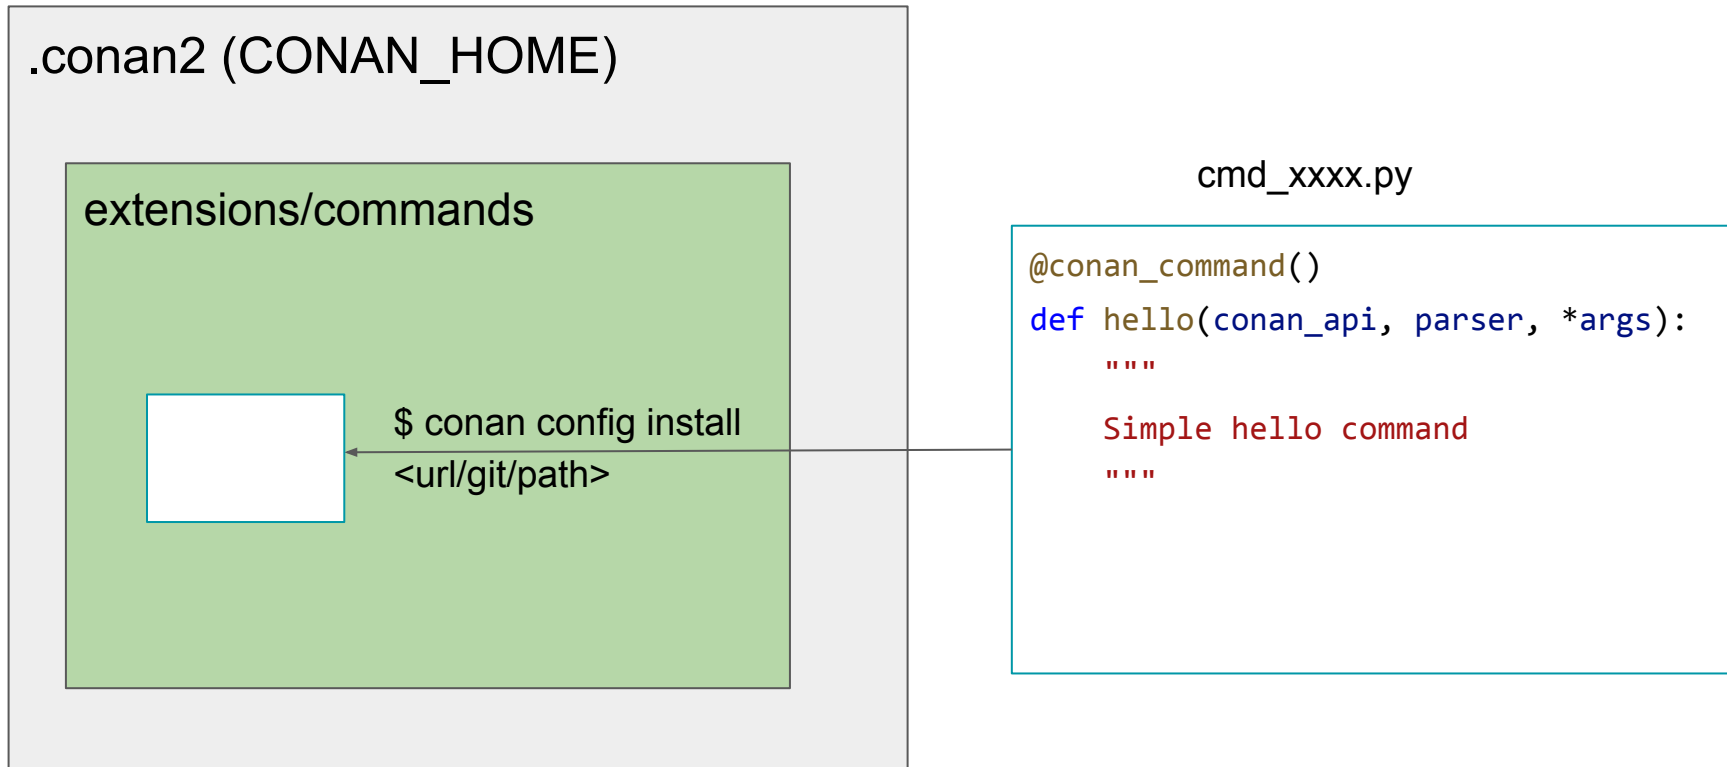 .conan2 (CONAN_HOME)
extensions/commands
$ conan config install
<url/git/path>
cmd_xxxx.py
@conan_command()
def hello(conan_api, parser, *args):
    """
    Simple hello command
    """